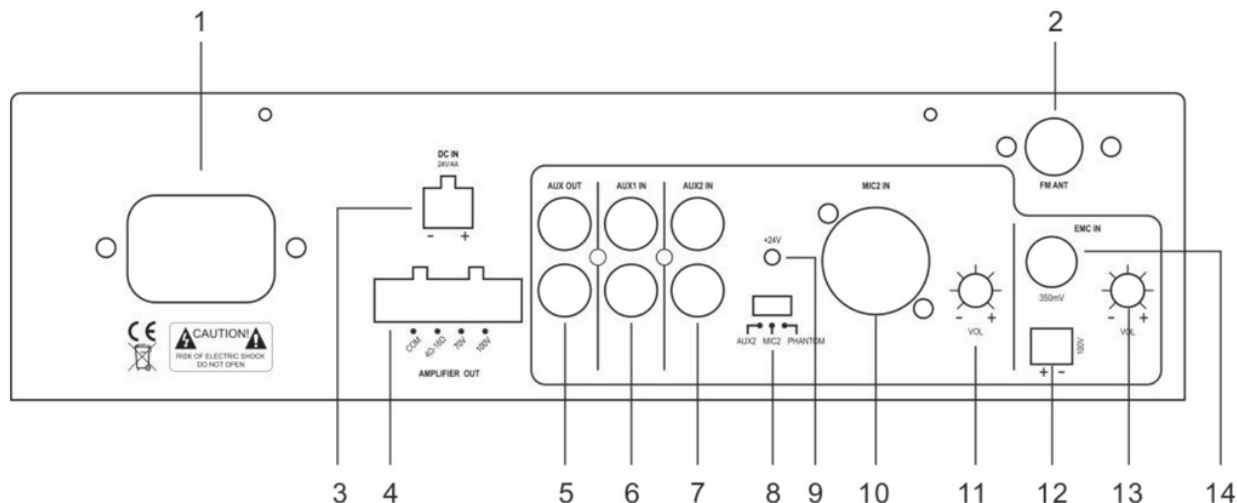 1
2
DC IN
24V/4A
- +
COM
4Ω-16Ω
70V
100V
AMPLIFIER OUT
CE
CAUTION!
RISK OF ELECTRIC SHOCK
DO NOT OPEN
AUX OUT
AUX1 IN
AUX2 IN
+24V
AUX2 MIC2 PHANTOM
MIC2 IN
- +
VOL
FM ANT
EMC IN
350mV
100V
+ -
- +
VOL
3 4 5 6 7 8 9 10 11 12 13 14